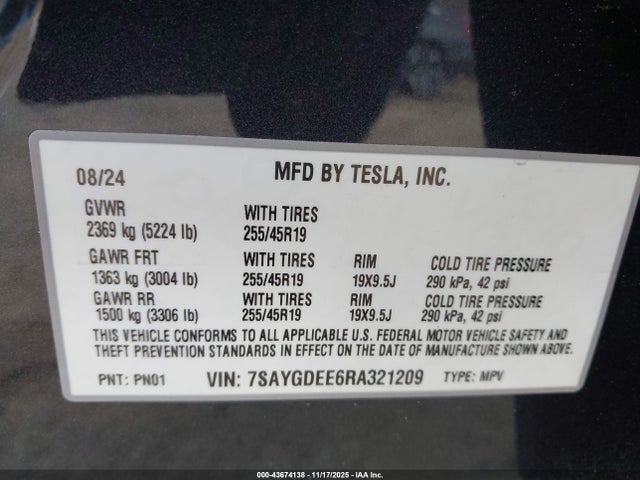 08/24 MFD BY TESLA, INC.
GVWR WITH TIRES
2369 kg (5224 lb) 255/45R19
GAWR FRT WITH TIRES RIM COLD TIRE PRESSURE
1363 kg (3004 lb) 255/45R19 19X9.5J 290 kPa, 42 psi
GAWR RR WITH TIRES RIM COLD TIRE PRESSURE
1500 kg (3306 lb) 255/45R19 19X9.5J 290 kPa, 42 psi
THIS VEHICLE CONFORMS TO ALL APPLICABLE U.S. FEDERAL MOTOR VEHICLE SAFETY AND
THEFT PREVENTION STANDARDS IN EFFECT ON THE DATE OF MANUFACTURE SHOWN ABOVE.
PNT: PN01 VIN: 7SAYGDEE6RA321209 TYPE: MPV
000-43674138 - 11/17/2025 - IAA Inc.